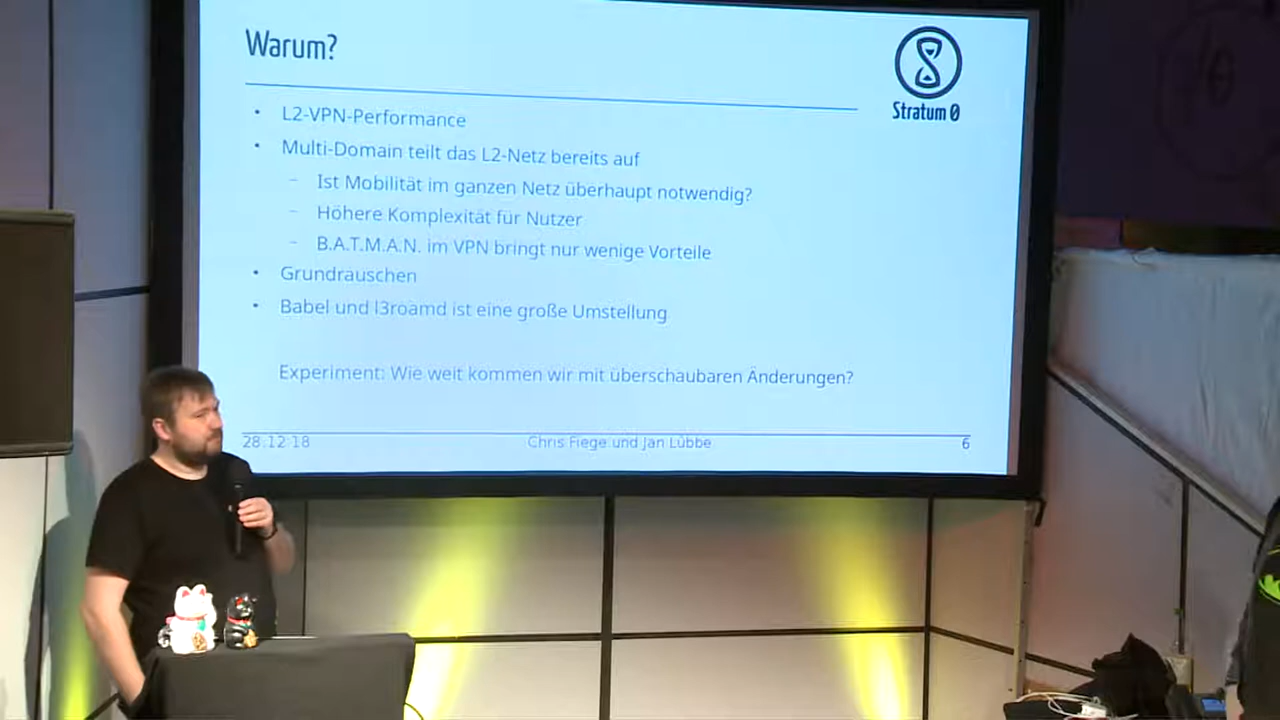 Warum?
Stratum 0
• L2-VPN-Performance
• Multi-Domain teilt das L2-Netz bereits auf
– Ist Mobilität im ganzen Netz überhaupt notwendig?
– Höhere Komplexität für Nutzer
– B.A.T.M.A.N. im VPN bringt nur wenige Vorteile
• Grundrauschen
• Babel und l3roamd ist eine große Umstellung
Experiment: Wie weit kommen wir mit überschaubaren Änderungen?
28.12.18
Chris Fiege und Jan Lübbe
6